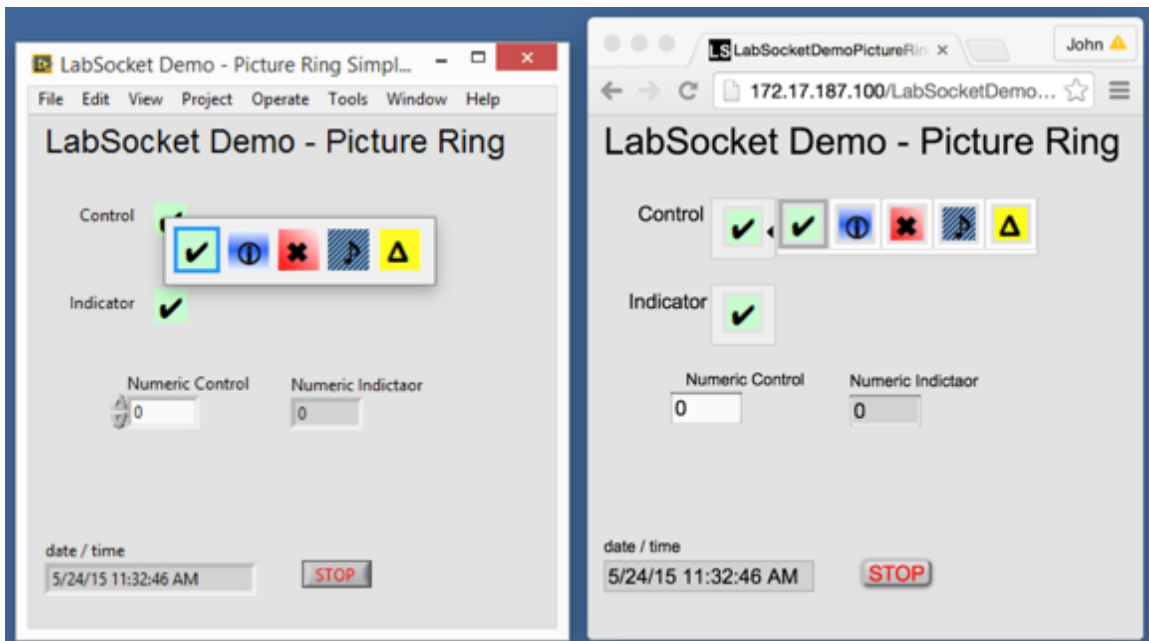 LabSocket Demo - Picture Ring Simpl...
File Edit View Project Operate Tools Window Help
LabSocket Demo - Picture Ring
Control
Indicator
Numeric Control
Numeric Indictaor
0
0
date / time
5/24/15 11:32:46 AM
STOP
LS LabSocketDemoPictureRin
John
172.17.187.100/LabSocketDemo...
LabSocket Demo - Picture Ring
Control
Indicator
Numeric Control
Numeric Indictaor
0
0
date / time
5/24/15 11:32:46 AM
STOP